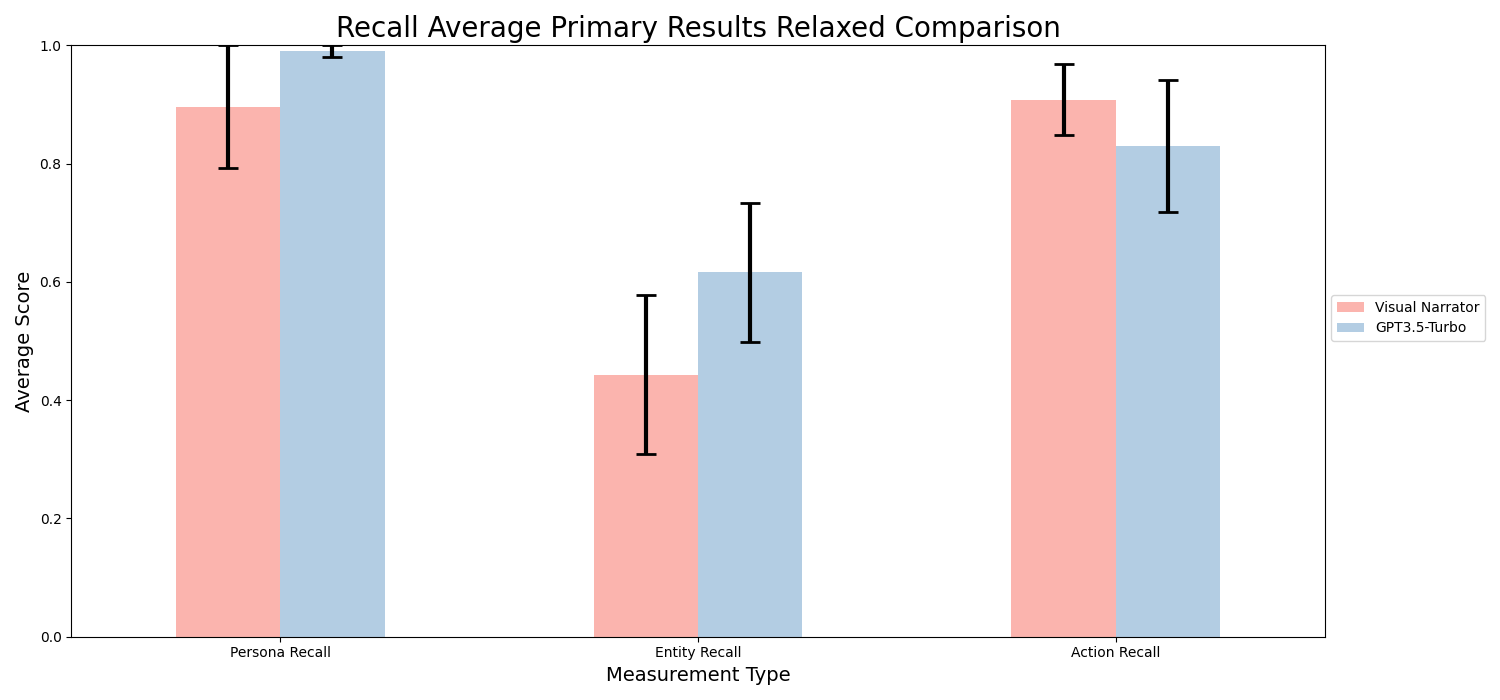 Recall Average Primary Results Relaxed Comparison
Average Score
1.0
0.8
0.6
0.4
0.2
0.0
Persona Recall
Entity Recall
Action Recall
Measurement Type
Visual Narrator
GPT3.5-Turbo